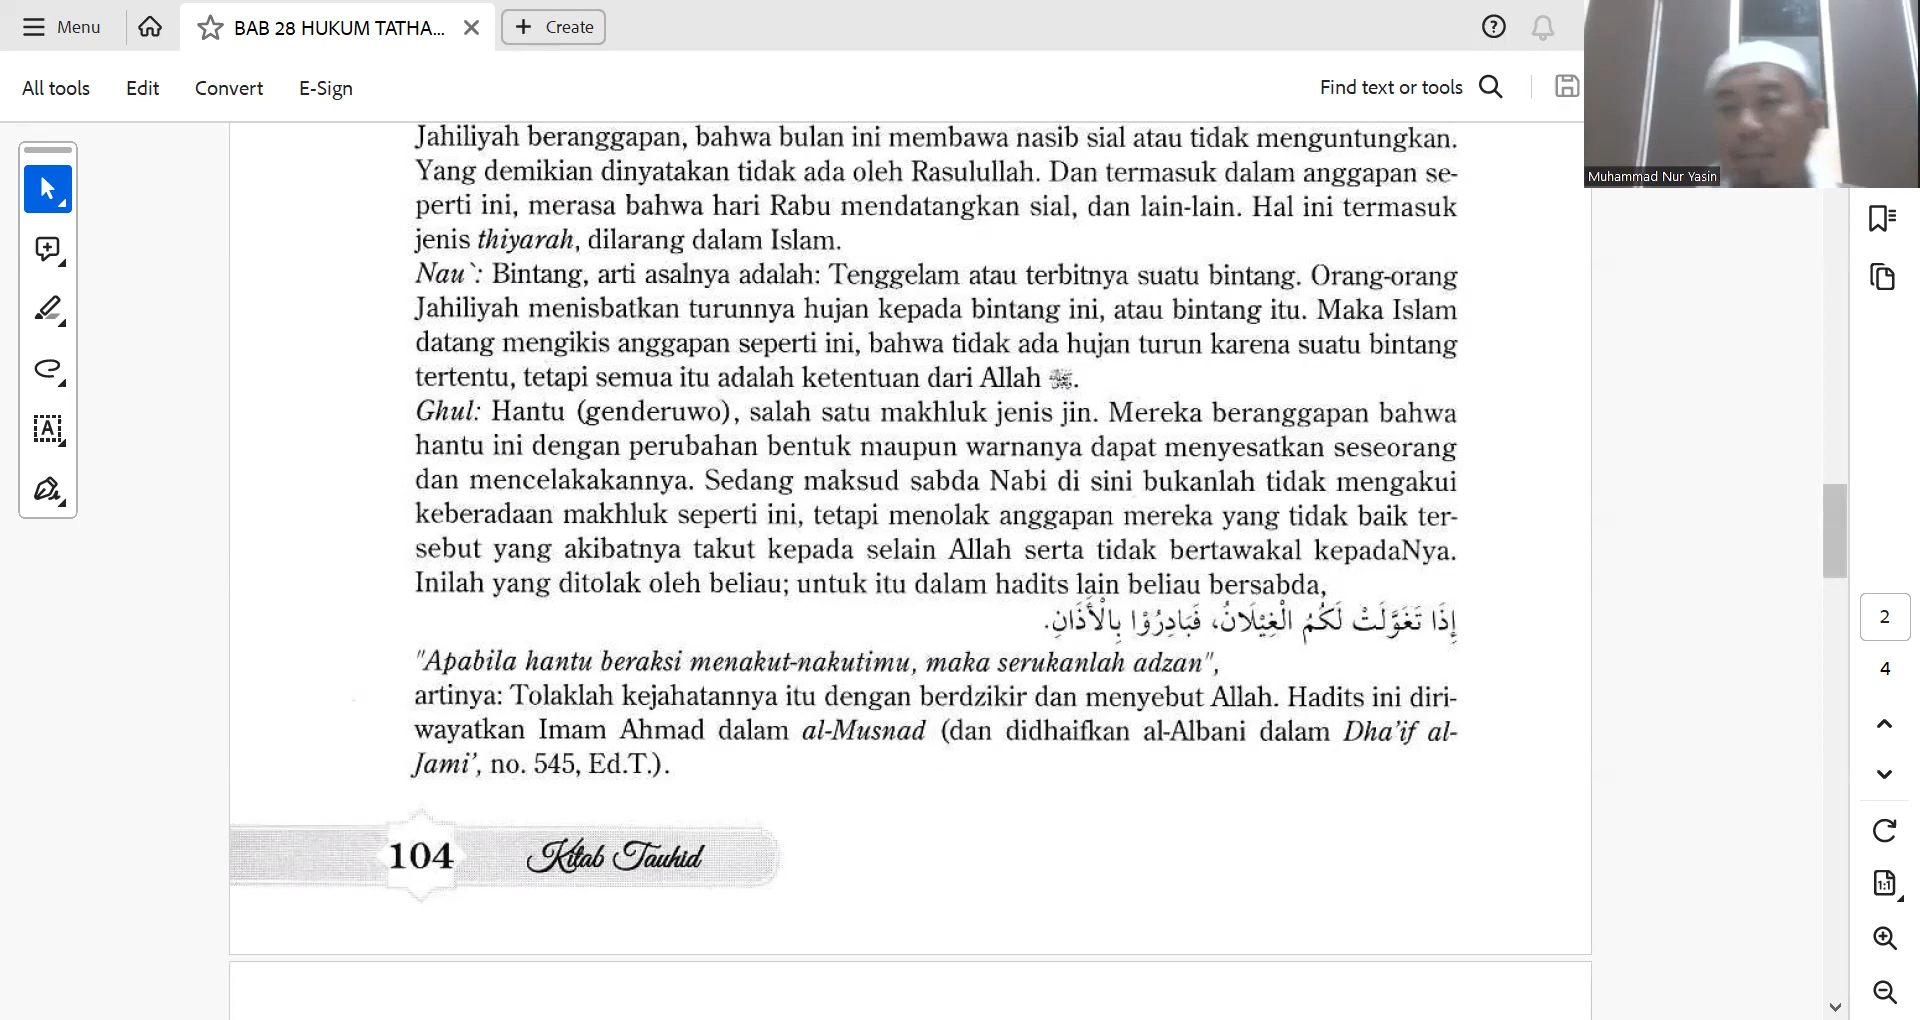 Menu
BAB 28 HUKUM TATHA...
Create
All tools
Edit
Convert
E-Sign
Find text or tools
Muhammad Nur Yasin
Jahiliyah beranggapan, bahwa bulan ini membawa nasib sial atau tidak menguntungkan.
Yang demikian dinyatakan tidak ada oleh Rasulullah. Dan termasuk dalam anggapan se-
perti ini, merasa bahwa hari Rabu mendatangkan sial, dan lain-lain. Hal ini termasuk
jenis thiyarah, dilarang dalam Islam.
Nau`: Bintang, arti asalnya adalah: Tenggelam atau terbitnya suatu bintang. Orang-orang
Jahiliyah menisbatkan turunnya hujan kepada bintang ini, atau bintang itu. Maka Islam
datang mengikis anggapan seperti ini, bahwa tidak ada hujan turun karena suatu bintang
tertentu, tetapi semua itu adalah ketentuan dari Allah .
Ghul: Hantu (genderuwo), salah satu makhluk jenis jin. Mereka beranggapan bahwa
hantu ini dengan perubahan bentuk maupun warnanya dapat menyesatkan seseorang
dan mencelakakannya. Sedang maksud sabda Nabi di sini bukanlah tidak mengakui
keberadaan makhluk seperti ini, tetapi menolak anggapan mereka yang tidak baik ter-
sebut yang akibatnya takut kepada selain Allah serta tidak bertawakal kepadaNya.
Inilah yang ditolak oleh beliau; untuk itu dalam hadits lain beliau bersabda,
إِذَا تَغَوَّلَتْ لَكُمُ الْغِيْلَانُ، فَبَادِرُوْا بِالْأَذَانِ.
"Apabila hantu beraksi menakut-nakutimu, maka serukanlah adzan",
artinya: Tolaklah kejahatannya itu dengan berdzikir dan menyebut Allah. Hadits ini diri-
wayatkan Imam Ahmad dalam al-Musnad (dan didhaifkan al-Albani dalam Dha'if al-
Jami', no. 545, Ed.T.).
104
Kitab Tauhid
2
4
1:1